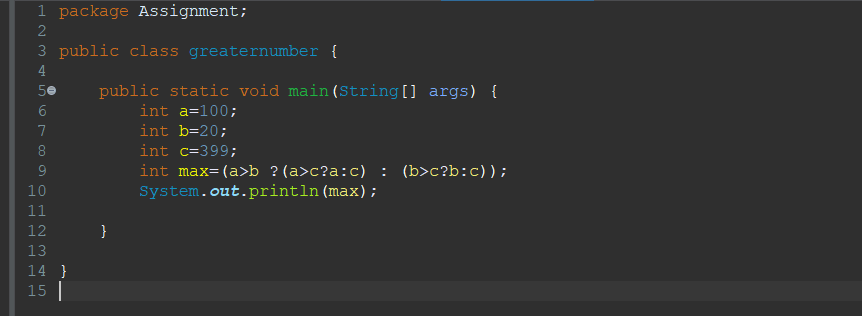 1 package Assignment;
2
3 public class greaternumber {
4
5 public static void main(String[] args) {
6 int a=100;
7 int b=20;
8 int c=399;
9 int max=(a>b ?(a>c?a:c) : (b>c?b:c));
10 System.out.println(max);
11
12 }
13
14 }
15